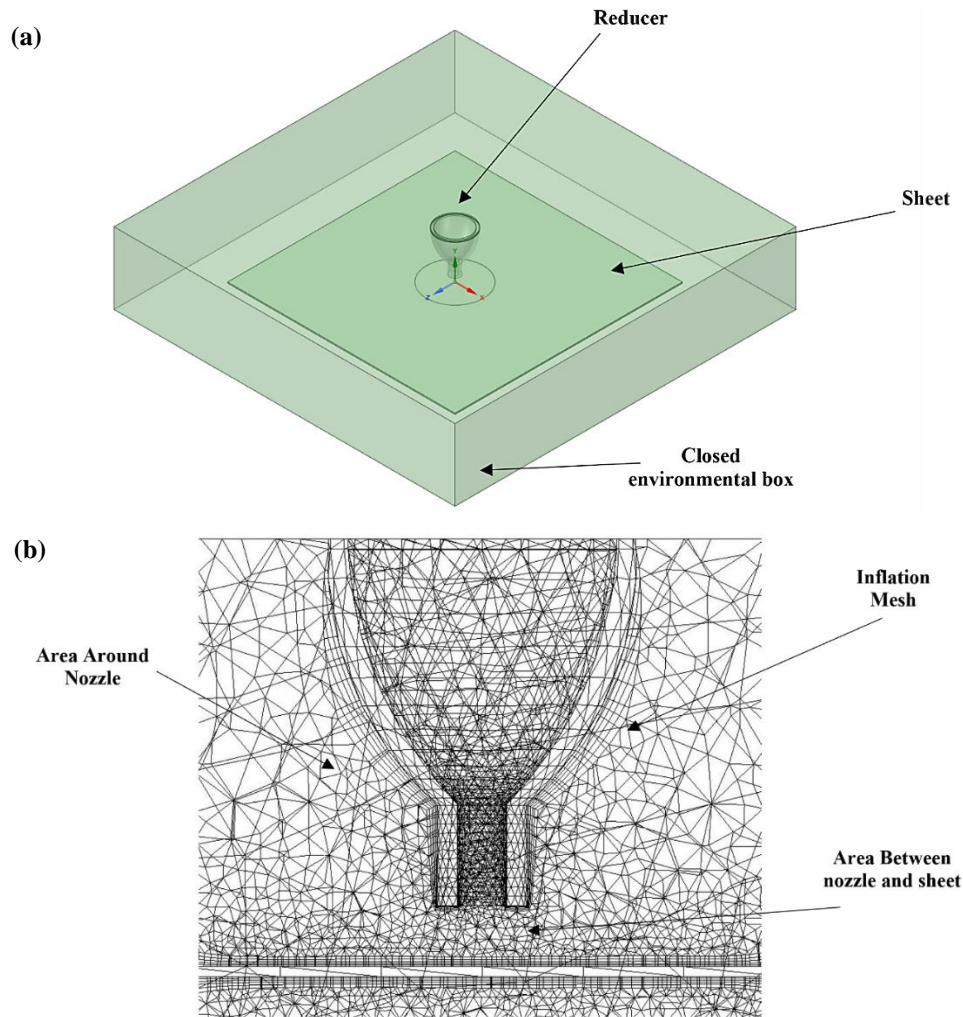 (a)
Reducer
Sheet
Y
Z
X
Closed
environmental box
(b)
Inflation
Mesh
Area Around
Nozzle
Area Between
nozzle and sheet